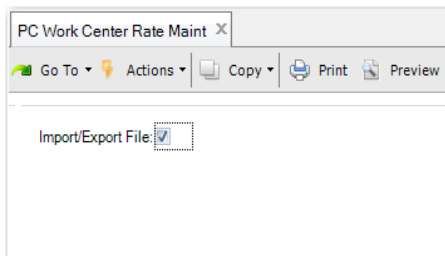 PC Work Center Rate Maint X
Go To Actions Copy Print Preview
Import/Export File: